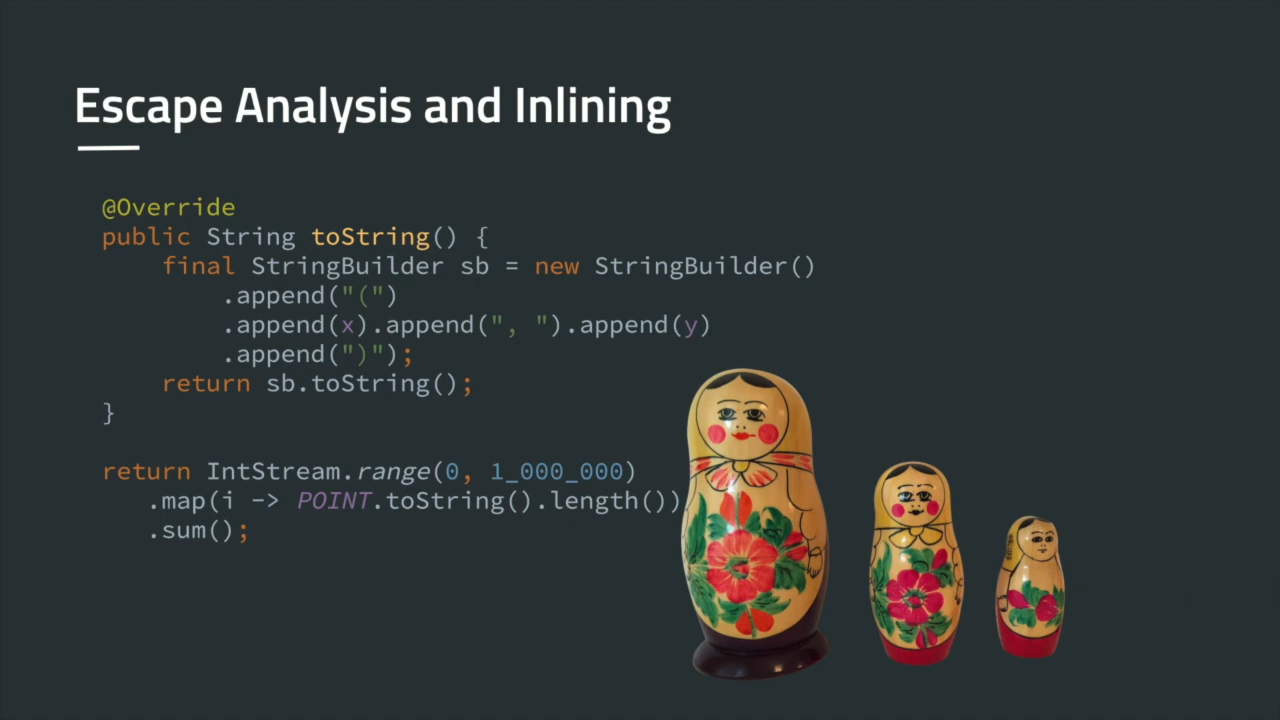 Escape Analysis and Inlining
@Override
public String toString() {
    final StringBuilder sb = new StringBuilder()
        .append("(")
        .append(x).append(", ").append(y)
        .append(")");
    return sb.toString();
}
return IntStream.range(0, 1_000_000)
   .map(i -> POINT.toString().length())
   .sum();